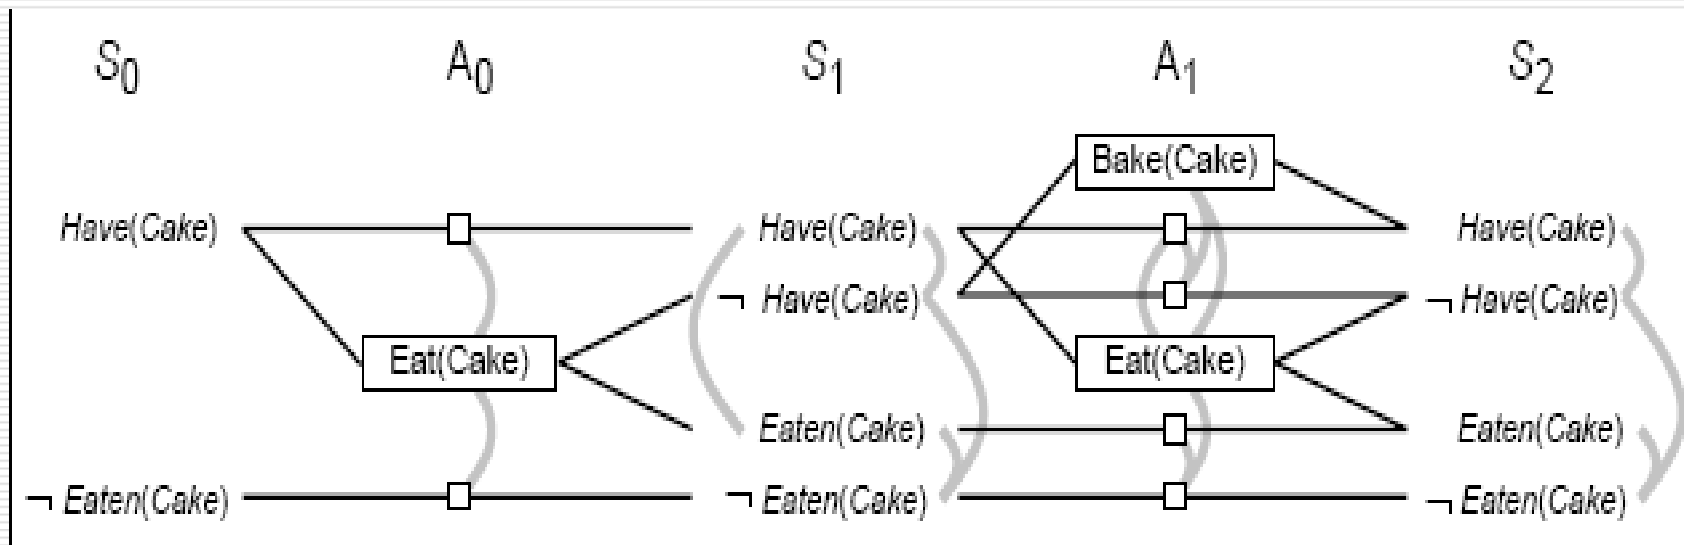 S0 A0 S1 A1 S2
Bake(Cake)
Have(Cake) Have(Cake) Have(Cake)
¬ Have(Cake) ¬ Have(Cake)
Eat(Cake) Eat(Cake)
Eaten(Cake) Eaten(Cake)
¬ Eaten(Cake) ¬ Eaten(Cake) ¬ Eaten(Cake)